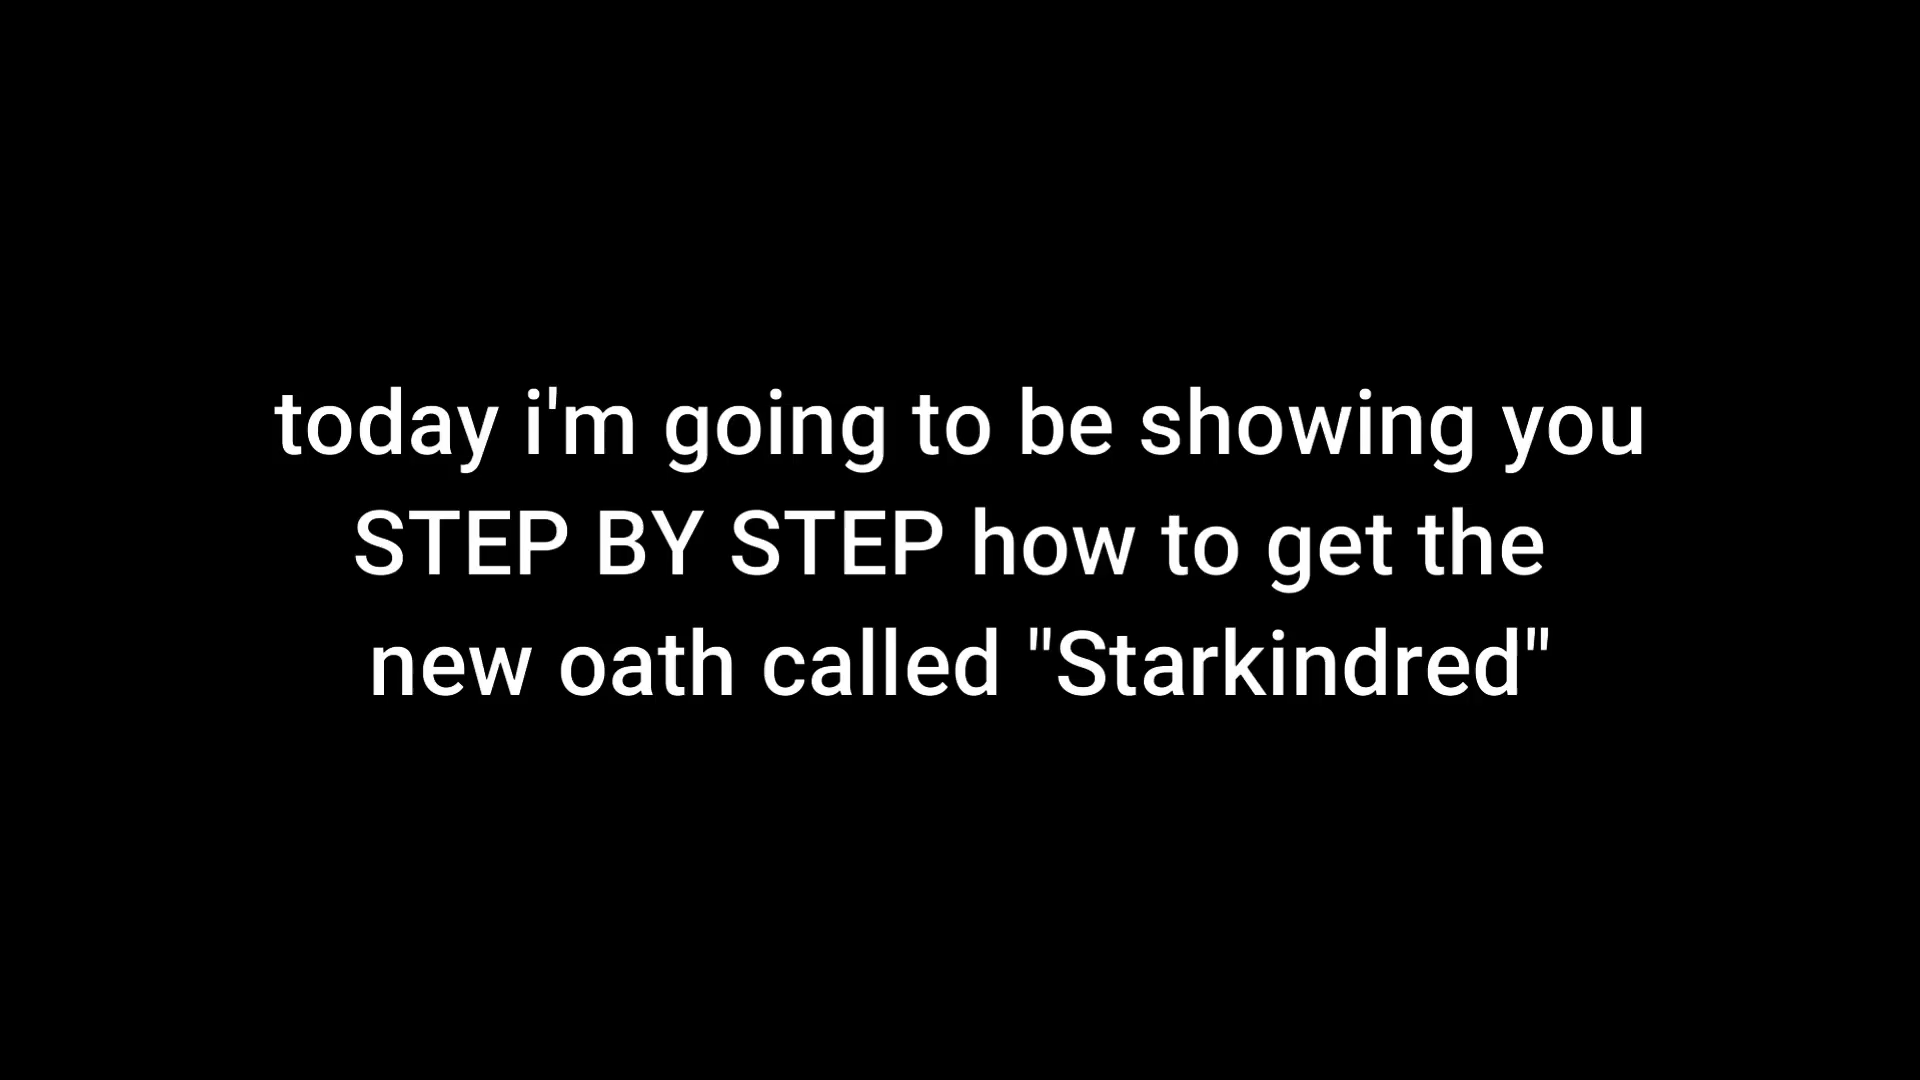 today i'm going to be showing you
STEP BY STEP how to get the
new oath called "Starkindred"